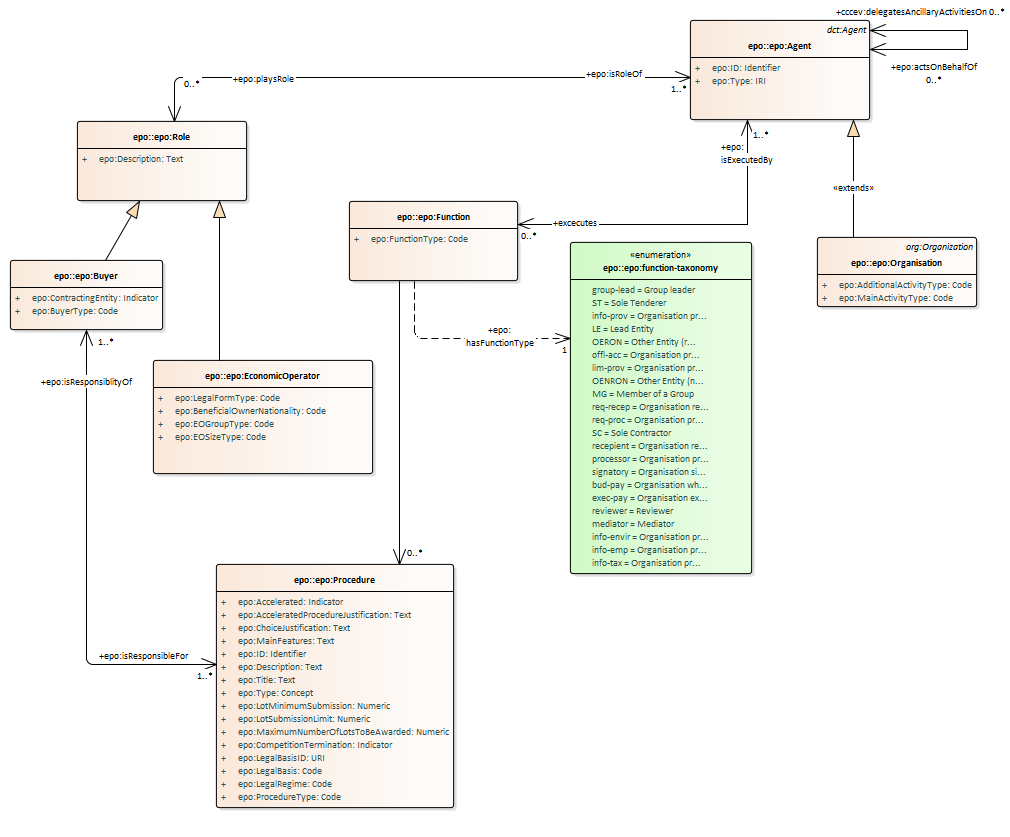 +cccev:delegatesAncillaryActivitiesOn 0..*
dct:Agent
epo::epo:Agent
+ epo:ID: Identifier
+ epo:Type: IRI
+epo:actsOnBehalfOf
0..*
0..*
+epo:playsRole
+epo:isRoleOf
1..*
epo::epo:Role
+ epo:Description: Text
1..*
+epo:
isExecutedBy
«extends»
epo::epo:Function
+ epo:FunctionType: Code
+excecutes
0..*
org:Organization
epo::epo:Organisation
+ epo:AdditionalActivityType: Code
+ epo:MainActivityType: Code
epo::epo:Buyer
+ epo:ContractingEntity: Indicator
+ epo:BuyerType: Code
1..*
+epo:isResponsiblityOf
+epo:
hasFunctionType
1
«enumeration»
epo::epo:function-taxonomy
group-lead = Group leader
ST = Sole Tenderer
info-prov = Organisation pr...
LE = Lead Entity
OERON = Other Entity (r...
offl-acc = Organisation pr...
lim-prov = Organisation pr...
OENRON = Other Entity (n...
MG = Member of a Group
req-recep = Organisation re...
req-proc = Organisation pr...
SC = Sole Contractor
recepient = Organisation re...
processor = Organisation pr...
signatory = Organisation si...
bud-pay = Organisation wh...
exec-pay = Organisation ex...
reviewer = Reviewer
mediator = Mediator
info-envir = Organisation pr...
info-emp = Organisation pr...
info-tax = Organisation pr...
epo::epo:EconomicOperator
+ epo:LegalFormType: Code
+ epo:BeneficialOwnerNationality: Code
+ epo:EOGroupType: Code
+ epo:EOSizeType: Code
0..*
+epo:isResponsibleFor
1..*
epo::epo:Procedure
+ epo:Accelerated: Indicator
+ epo:AcceleratedProcedureJustification: Text
+ epo:ChoiceJustification: Text
+ epo:MainFeatures: Text
+ epo:ID: Identifier
+ epo:Description: Text
+ epo:Title: Text
+ epo:Type: Concept
+ epo:LotMinimumSubmission: Numeric
+ epo:LotSubmissionLimit: Numeric
+ epo:MaximumNumberOfLotsToBeAwarded: Numeric
+ epo:CompetitionTermination: Indicator
+ epo:LegalBasisID: URI
+ epo:LegalBasis: Code
+ epo:LegalRegime: Code
+ epo:ProcedureType: Code